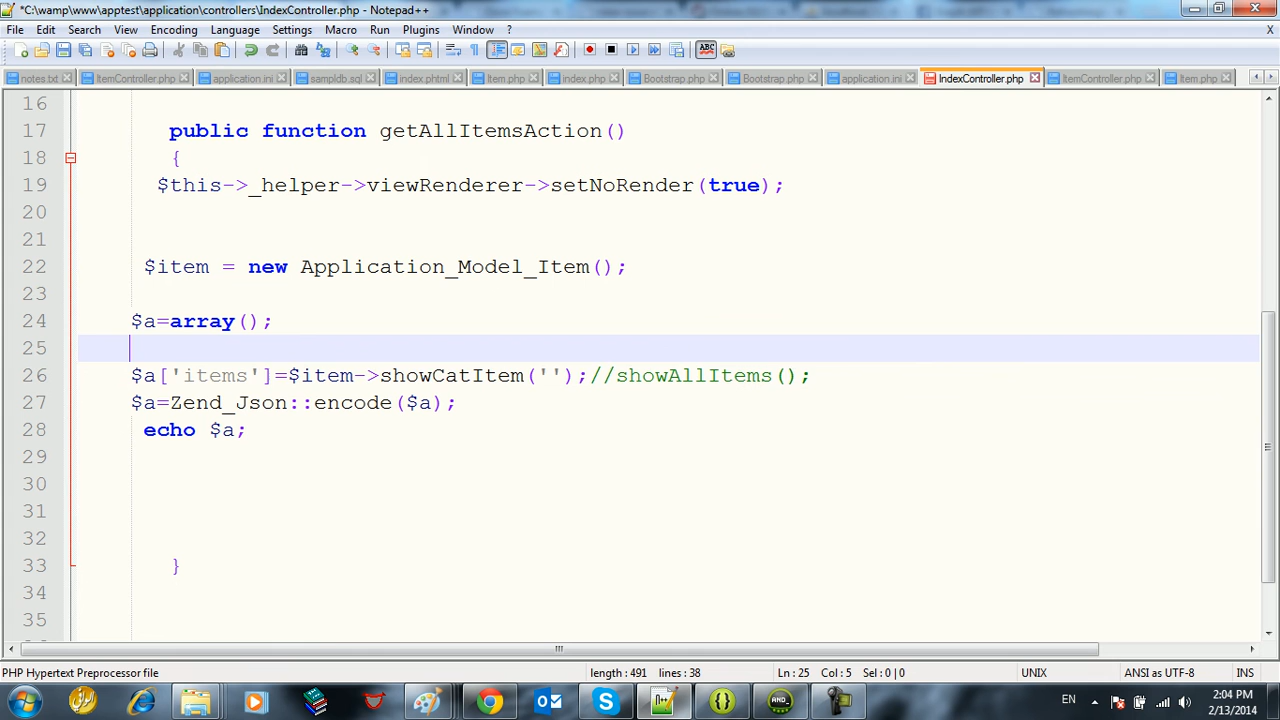 *C:\wamp\www\apptest\application\controllers\IndexController.php - Notepad++
File Edit Search View Encoding Language Settings Macro Run Plugins Window ? X
ABC
notes.txt ItemController.php application.ini sampldb.sql index.phtml Item.php index.php Bootstrap.php Bootstrap.php application.ini IndexController.php ItemController.php Item.php
16
17 public function getAllItemsAction()
18 {
19 $this->_helper->viewRenderer->setNoRender(true);
20
21
22 $item = new Application_Model_Item();
23
24 $a=array();
25
26 $a['items']=$item->showCatItem('');//showAllItems();
27 $a=Zend_Json::encode($a);
28 echo $a;
29
30
31
32
33 }
34
35
PHP Hypertext Preprocessor file length : 491 lines : 38 Ln : 25 Col : 5 Sel : 0 | 0 UNIX ANSI as UTF-8 INS
EN 2:04 PM
2/13/2014